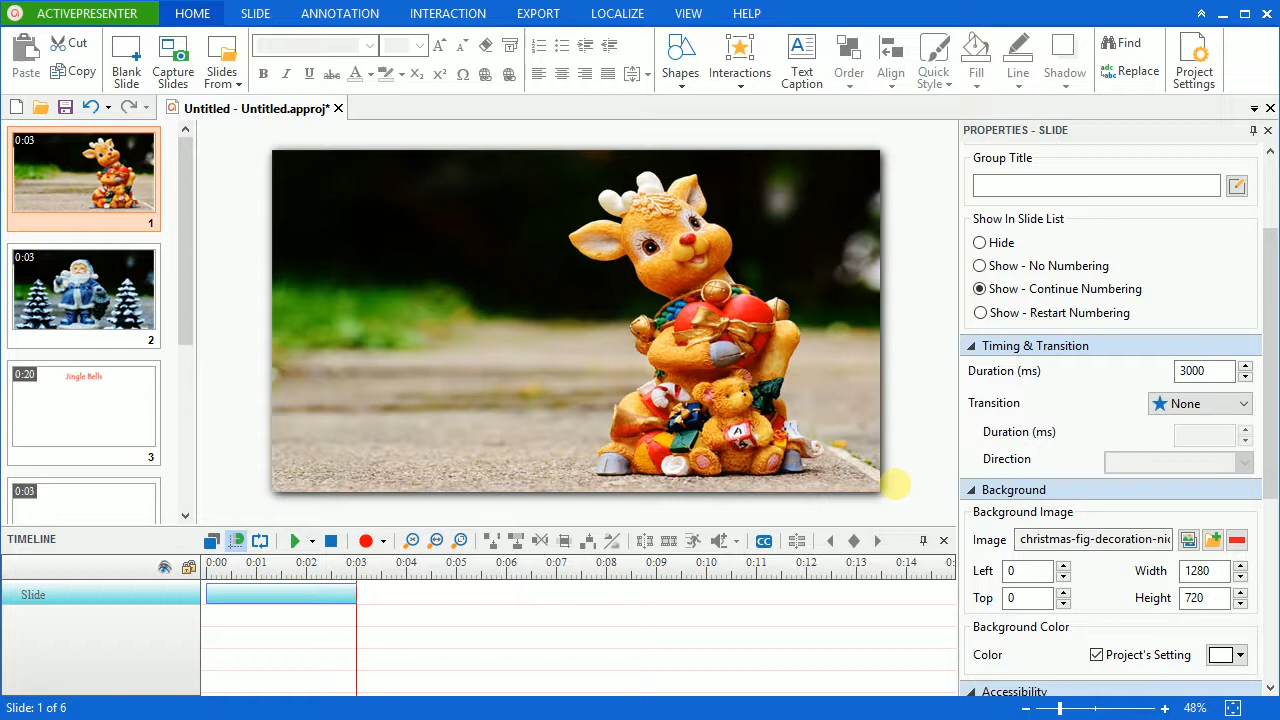 ACTIVEPRESENTER HOME SLIDE ANNOTATION INTERACTION EXPORT LOCALIZE VIEW HELP
Paste Cut Copy Blank Slide Capture Slides Slides From Shapes Interactions Text Caption Order Align Quick Style Fill Line Shadow Find Replace Project Settings
Untitled - Untitled.approj*
0:03
1
0:03
2
0:20
Jingle Bells
3
0:03
PROPERTIES - SLIDE
Group Title
Show In Slide List
Hide
Show - No Numbering
Show - Continue Numbering
Show - Restart Numbering
Timing & Transition
Duration (ms) 3000
Transition None
Duration (ms)
Direction
Background
Background Image
Image christmas-fig-decoration-nic
Left 0 Width 1280
Top 0 Height 720
Background Color
Color Project's Setting
Accessibility
TIMELINE
CC
0:00 0:01 0:02 0:03 0:04 0:05 0:06 0:07 0:08 0:09 0:10 0:11 0:12 0:13 0:14
Slide
Slide: 1 of 6 48%